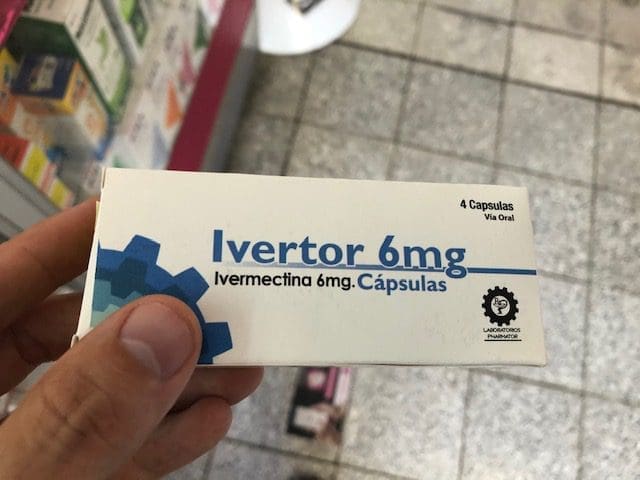 4 Capsulas
Vía Oral
Ivertor 6mg
Ivermectina 6mg. Cápsulas
LABORATORIOS
PHARMATOR